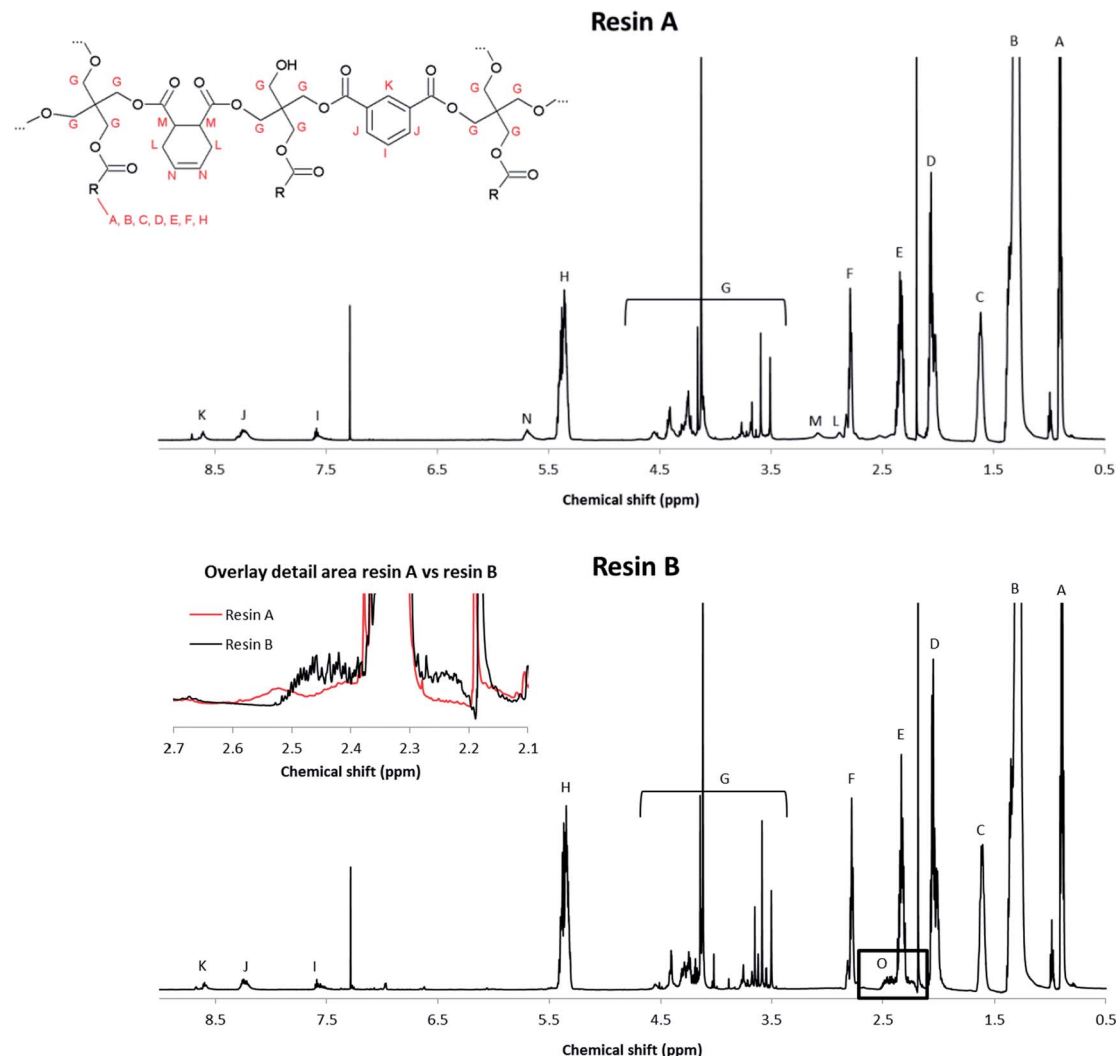 Resin A
... O O OH O O O ...
G G G G G G G G
O O O O O O O O
M M K J J I L L N N
O O O
R R R
A, B, C, D, E, F, H
K J I H N G M L F E D C B A
8.5 7.5 6.5 5.5 4.5 3.5 2.5 1.5 0.5
Chemical shift (ppm)
Resin B
Overlay detail area resin A vs resin B
Resin A
Resin B
2.7 2.6 2.5 2.4 2.3 2.2 2.1
Chemical shift (ppm)
K J I H G F O E D C B A
8.5 7.5 6.5 5.5 4.5 3.5 2.5 1.5 0.5
Chemical shift (ppm)